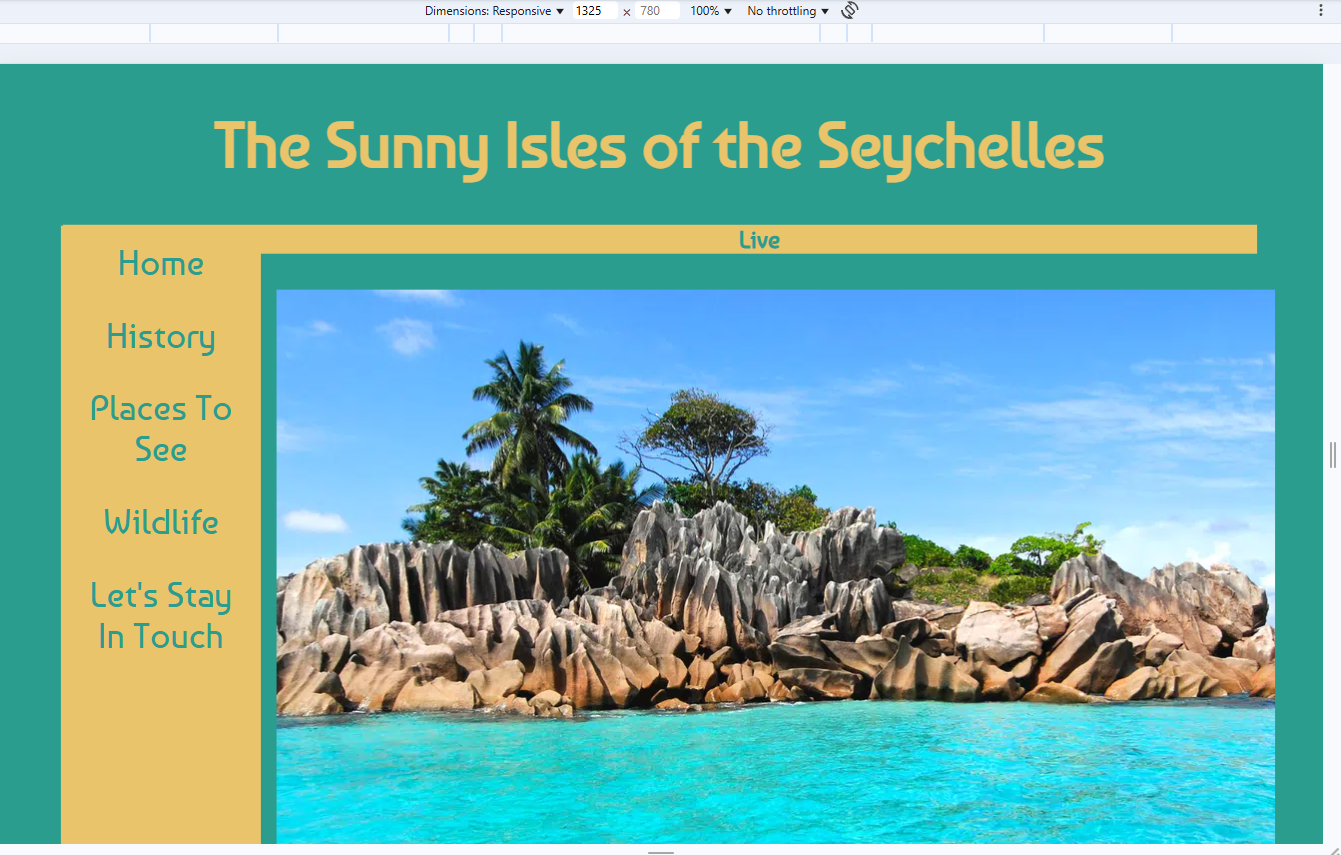 Dimensions: Responsive 1325 × 780 100% No throttling
The Sunny Isles of the Seychelles
Live
Home
History
Places To
See
Wildlife
Let's Stay
In Touch